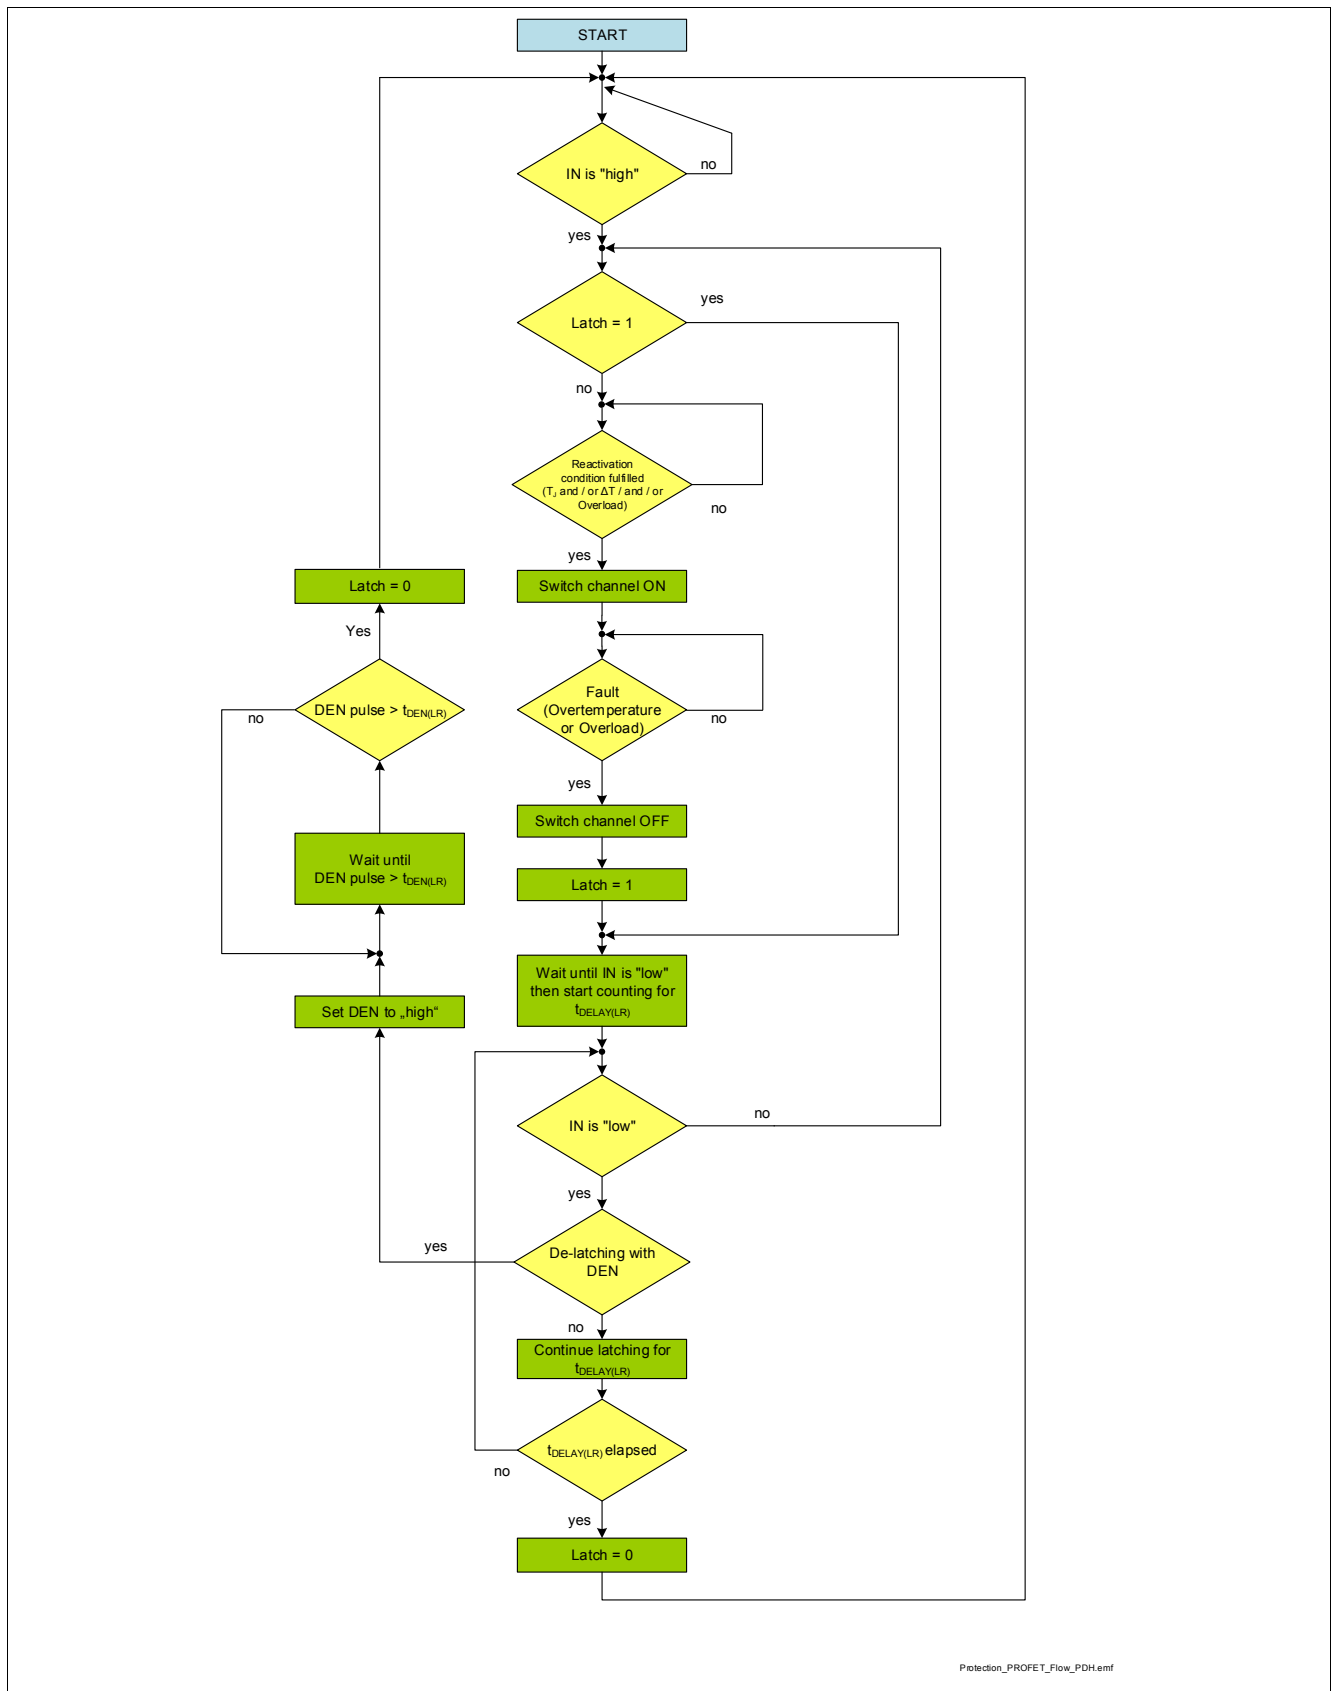 START
IN is "high"
no
yes
Latch = 1
yes
no
Reactivation
condition fulfilled
(TJ and / or ΔT / and / or
Overload)
no
yes
Switch channel ON
Fault
(Overtemperature
or Overload)
no
yes
Switch channel OFF
Latch = 1
Wait until IN is "low"
then start counting for
tDELAY(LR)
IN is "low"
no
yes
De-latching with
DEN
yes
no
Continue latching for
tDELAY(LR)
tDELAY(LR) elapsed
no
yes
Latch = 0
Latch = 0
Yes
DEN pulse > tDEN(LR)
no
Wait until
DEN pulse > tDEN(LR)
Set DEN to „high“
Protection_PROFET_Flow_PDH.emf